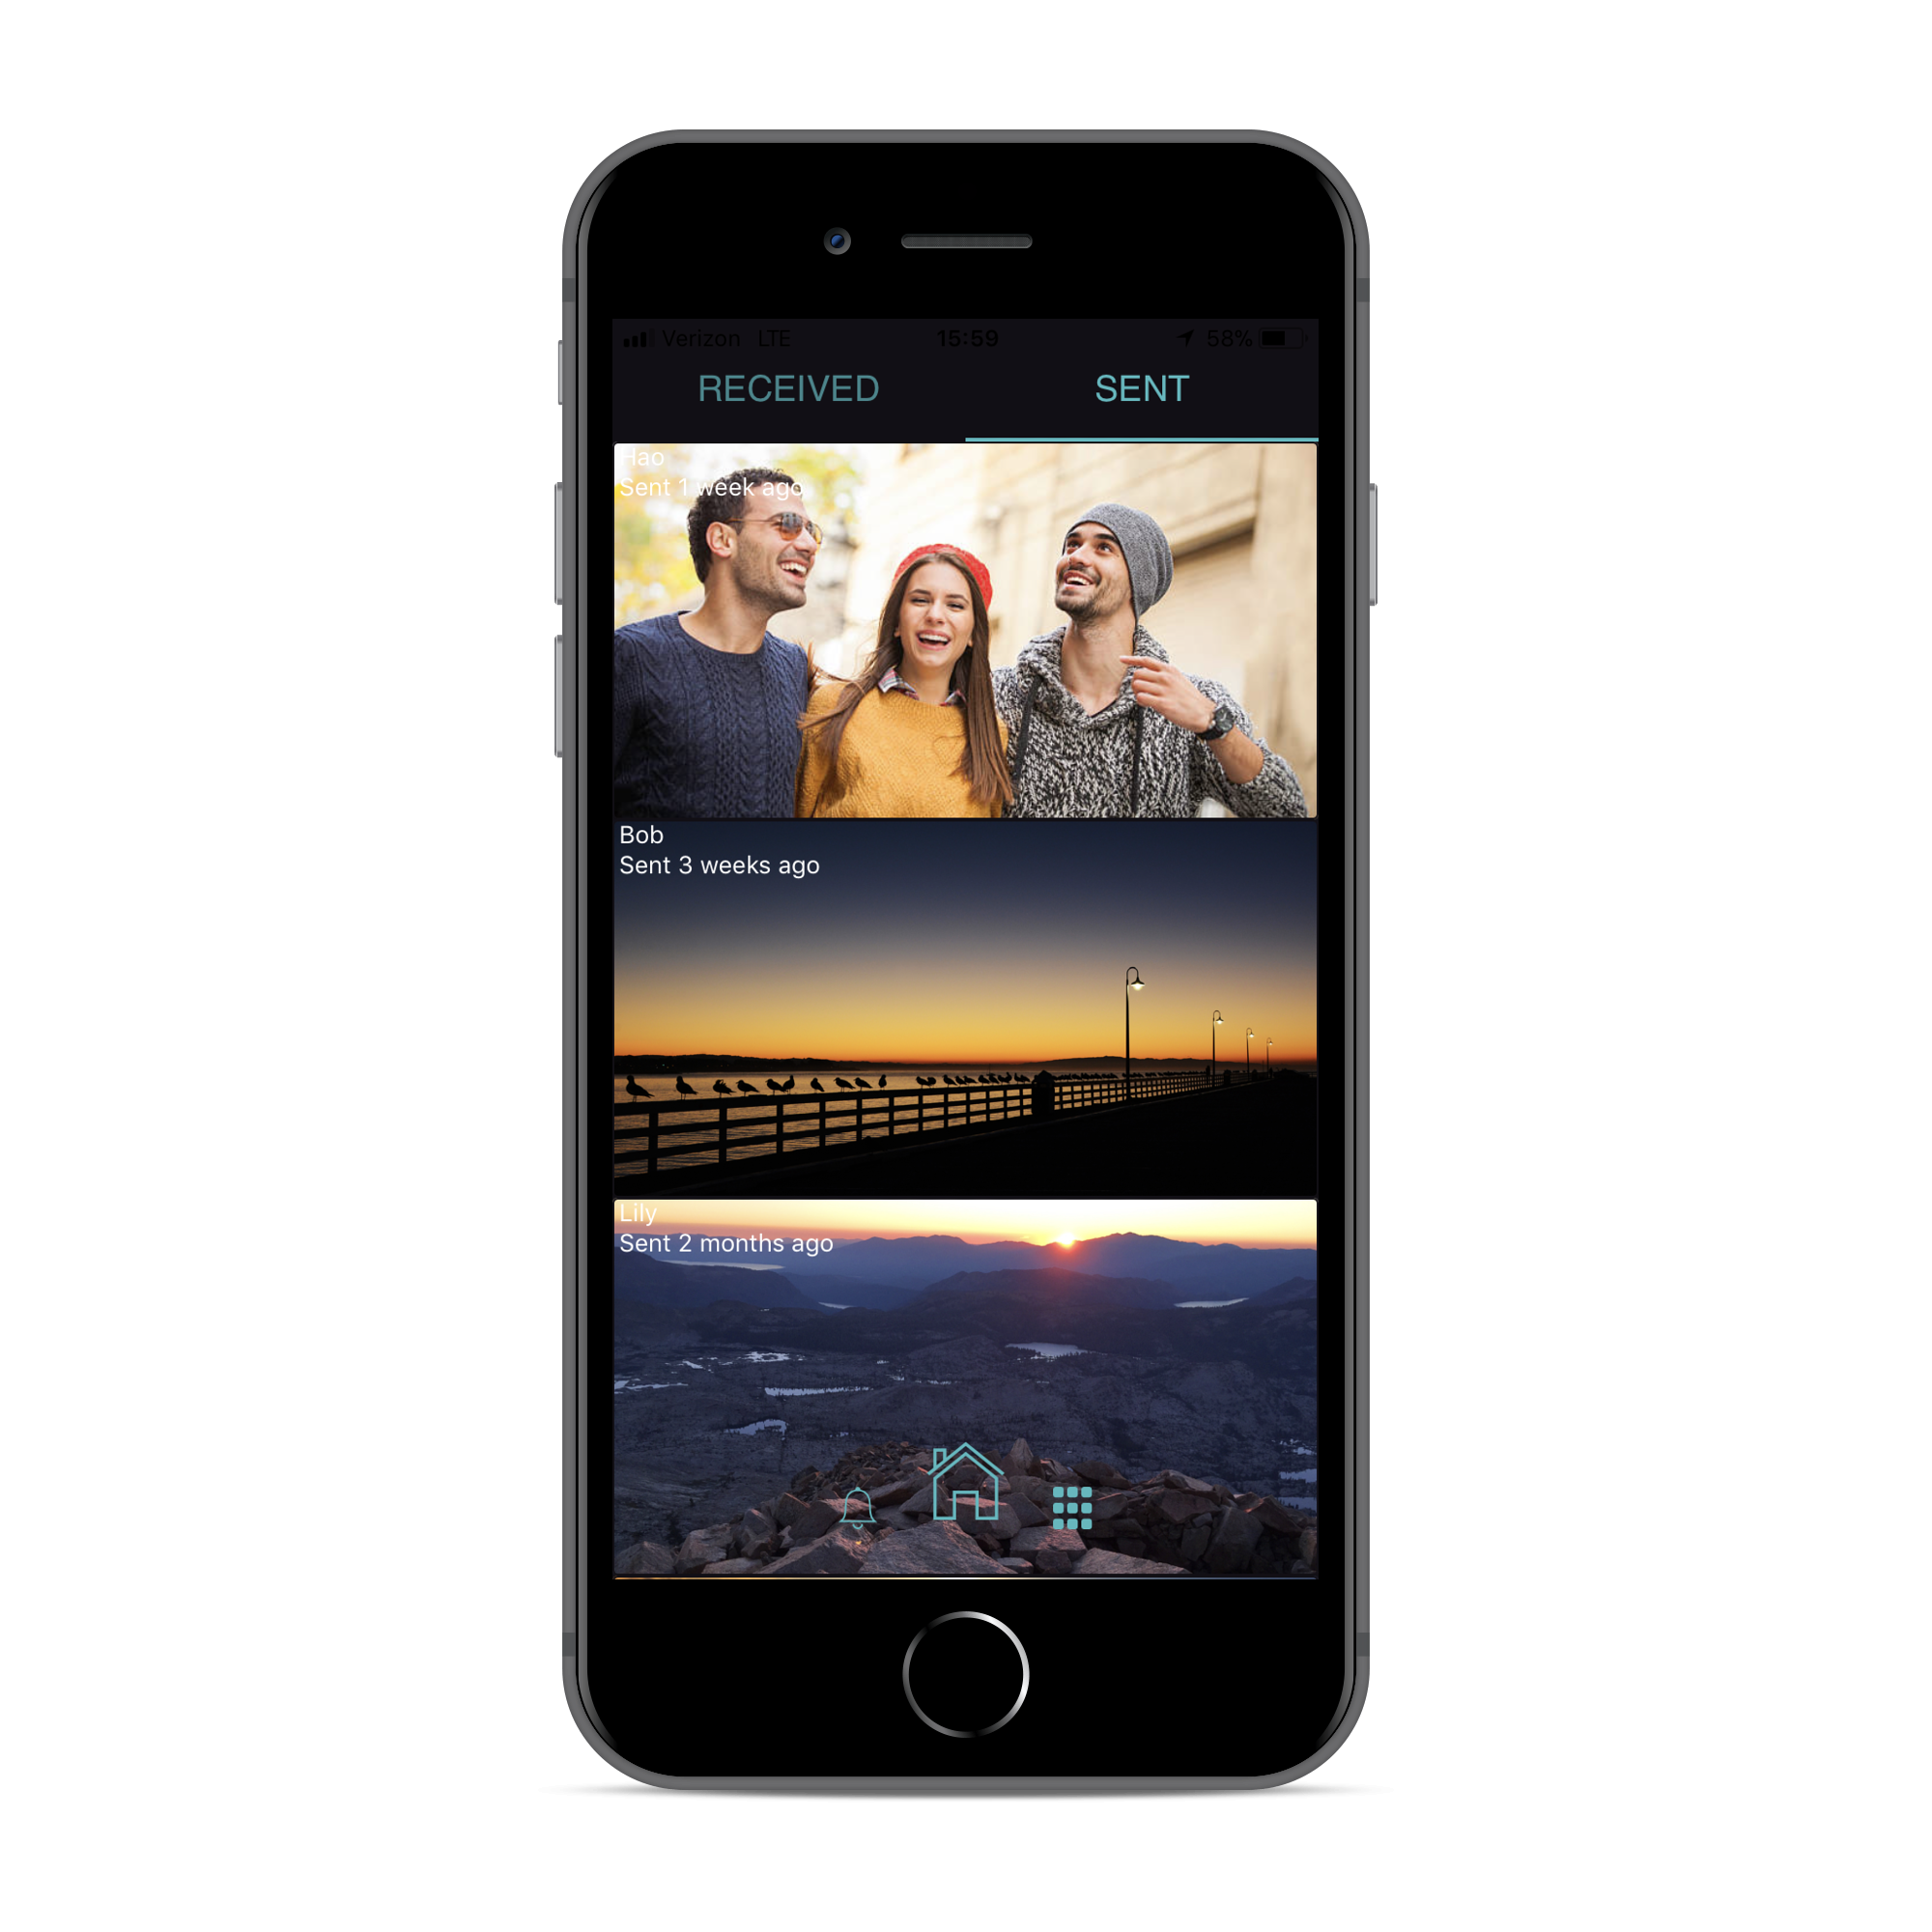 Verizon LTE 15:59 58%
RECEIVED SENT
Hao
Sent 1 week ago
Bob
Sent 3 weeks ago
Lily
Sent 2 months ago